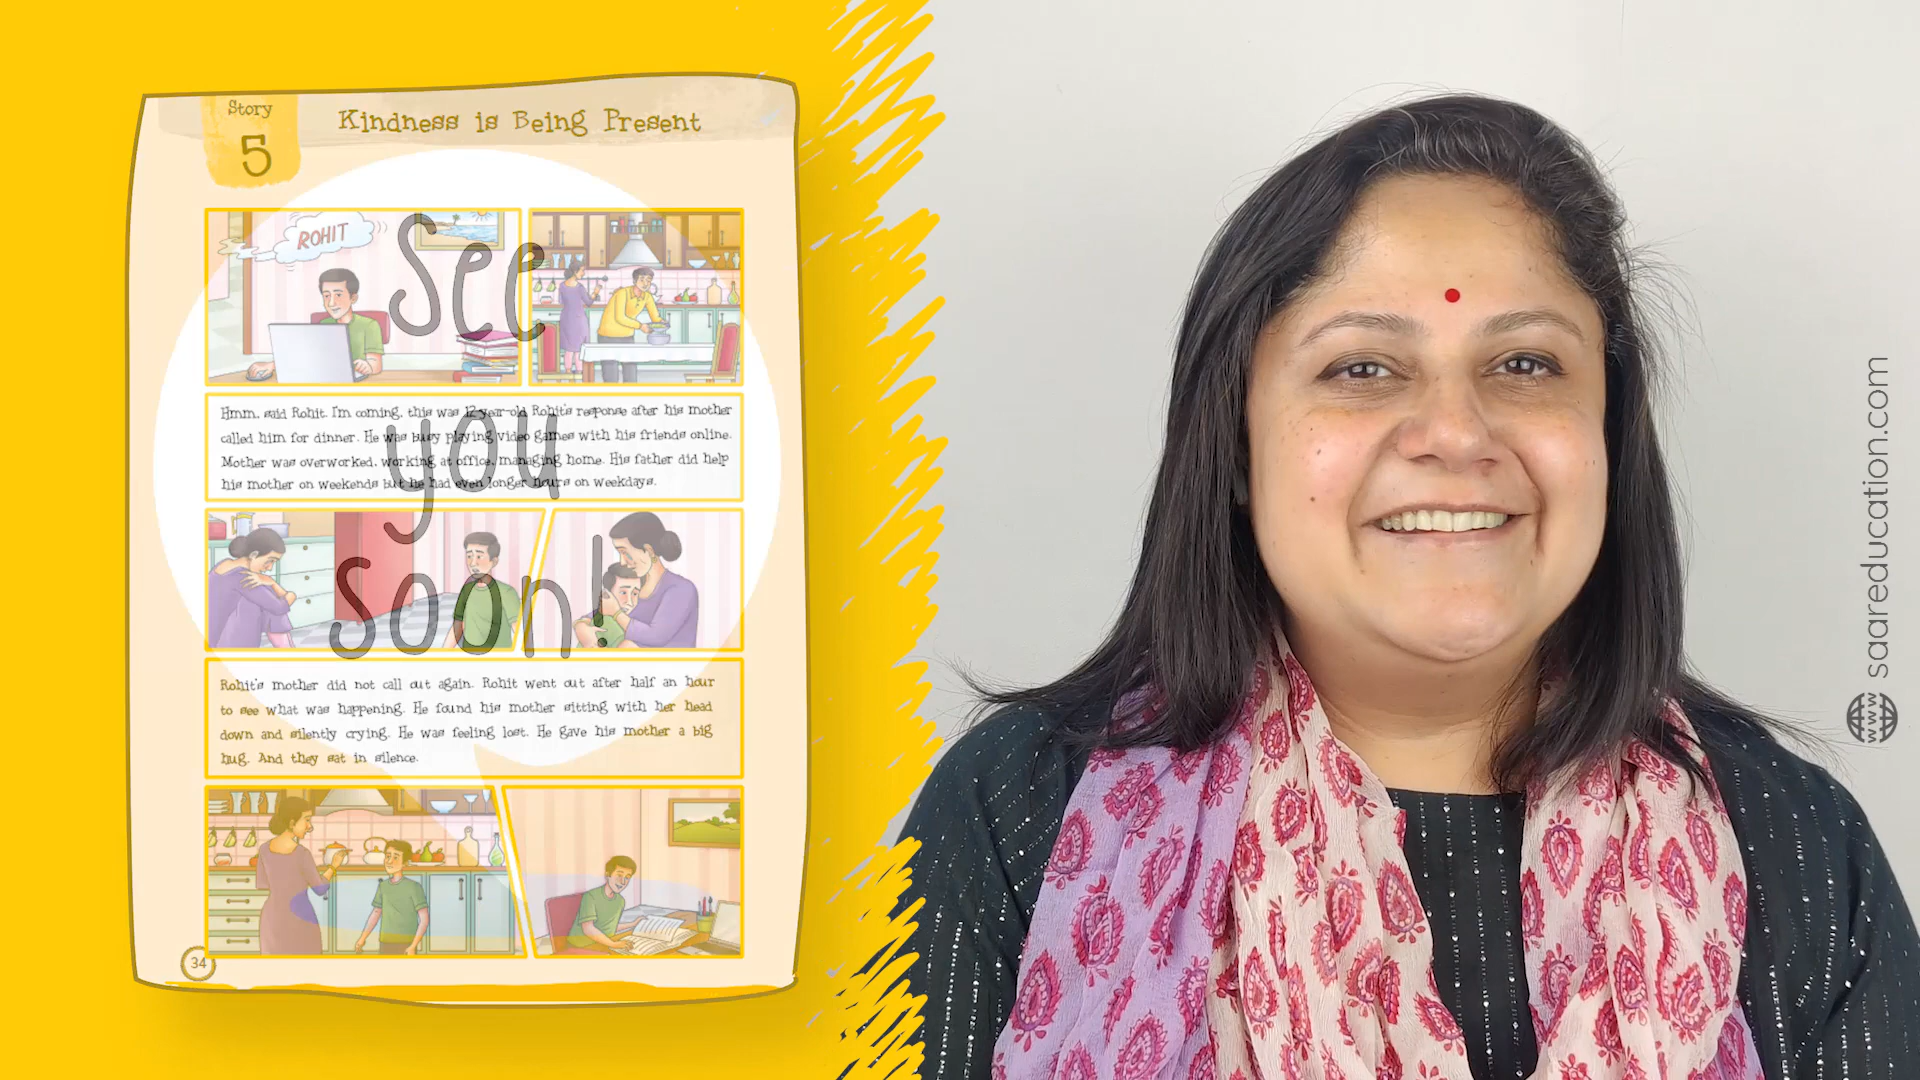 Story
5
Kindness is Being Present
ROHIT
See
you
soon!
Hmm, said Rohit. I'm coming, this was 12 year-old Rohit's response after his mother
called him for dinner. He was busy playing video games with his friends online.
Mother was overworked, working at office, managing home. His father did help
his mother on weekends but he had even longer hours on weekdays.
Rohit's mother did not call out again. Rohit went out after half an hour
to see what was happening. He found his mother sitting with her head
down and silently crying. He was feeling lost. He gave his mother a big
hug. And they sat in silence.
34
www
saareducation.com